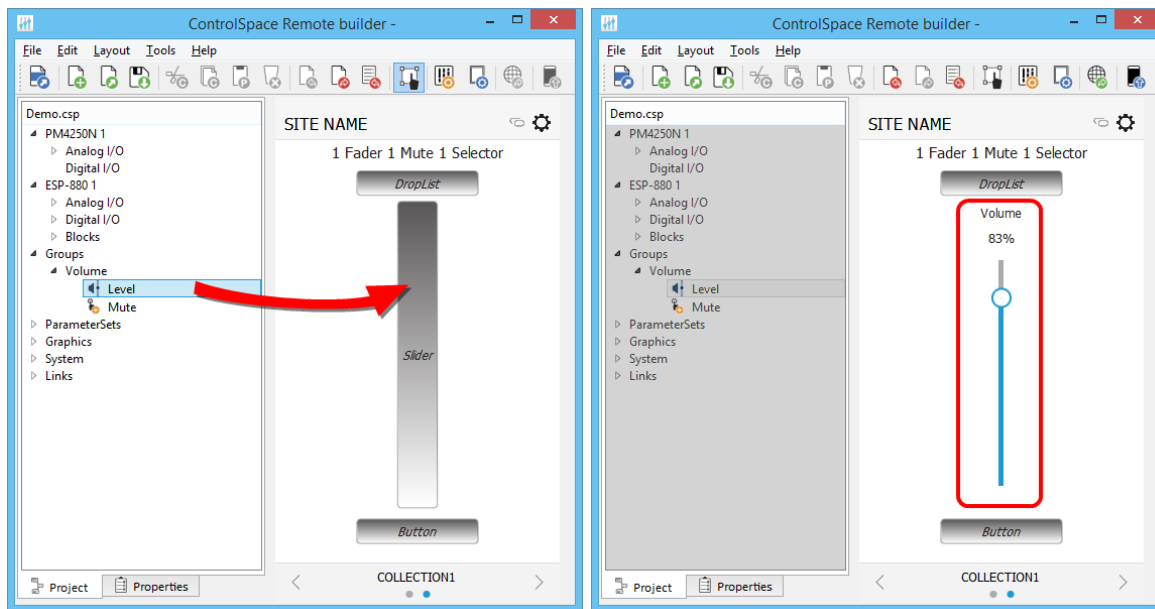 ControlSpace Remote builder -
File Edit Layout Tools Help
Demo.csp
PM4250N 1
Analog I/O
Digital I/O
ESP-880 1
Analog I/O
Digital I/O
Blocks
Groups
Volume
Level
Mute
ParameterSets
Graphics
System
Links
Project
Properties
SITE NAME
1 Fader 1 Mute 1 Selector
DropList
Slider
Button
COLLECTION1
ControlSpace Remote builder -
File Edit Layout Tools Help
Demo.csp
PM4250N 1
Analog I/O
Digital I/O
ESP-880 1
Analog I/O
Digital I/O
Blocks
Groups
Volume
Level
Mute
ParameterSets
Graphics
System
Links
Project
Properties
SITE NAME
1 Fader 1 Mute 1 Selector
DropList
Volume
83%
Button
COLLECTION1